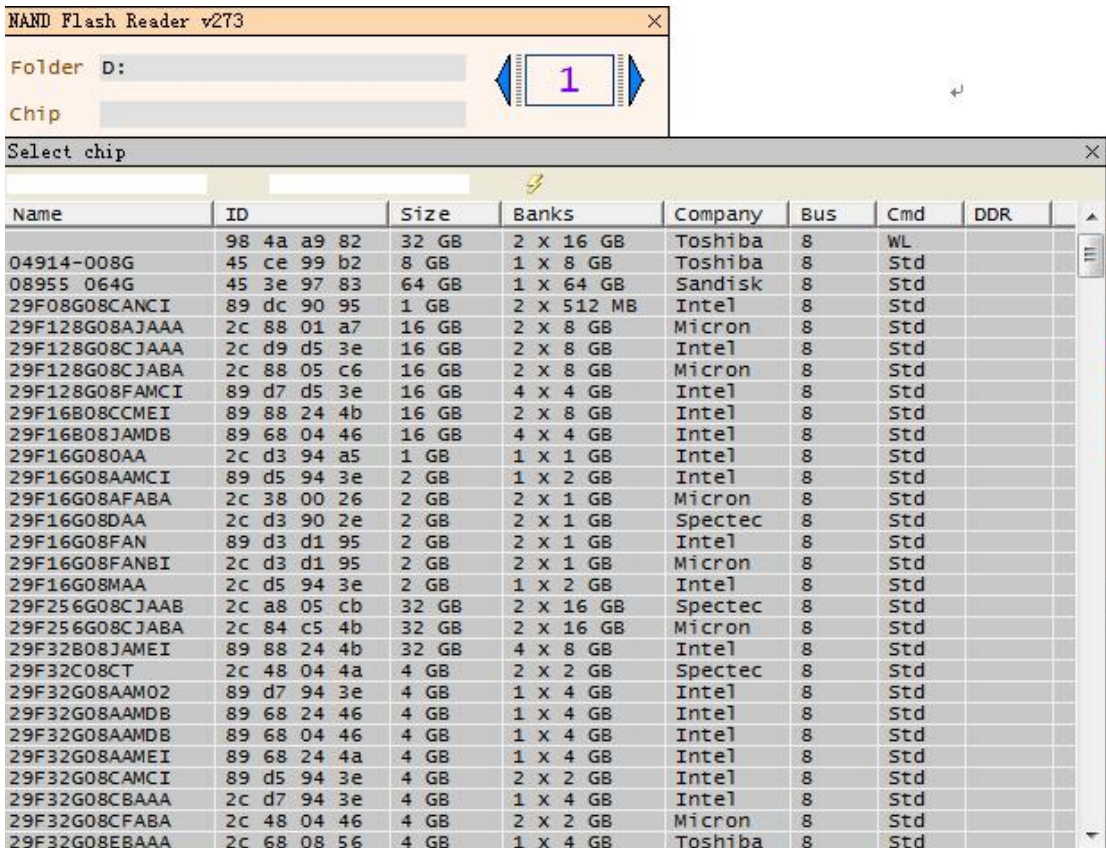 NAND Flash Reader v273
Folder D:
1
Chip
Select chip
Name ID Size Banks Company Bus Cmd DDR
98 4a a9 82 32 GB 2 x 16 GB Toshiba 8 WL
04914-008G 45 ce 99 b2 8 GB 1 x 8 GB Toshiba 8 Std
08955 064G 45 3e 97 83 64 GB 1 x 64 GB Sandisk 8 Std
29F08G08CANCI 89 dc 90 95 1 GB 2 x 512 MB Intel 8 Std
29F128G08AJAAA 2c 88 01 a7 16 GB 2 x 8 GB Micron 8 Std
29F128G08CJAAA 2c d9 d5 3e 16 GB 2 x 8 GB Intel 8 Std
29F128G08CJABA 2c 88 05 c6 16 GB 2 x 8 GB Micron 8 Std
29F128G08FAMCI 89 d7 d5 3e 16 GB 4 x 4 GB Intel 8 Std
29F16B08CCMEI 89 88 24 4b 16 GB 2 x 8 GB Intel 8 Std
29F16B08JAMDB 89 68 04 46 16 GB 4 x 4 GB Intel 8 Std
29F16G080AA 2c d3 94 a5 1 GB 1 x 1 GB Intel 8 Std
29F16G08AAMCI 89 d5 94 3e 2 GB 1 x 2 GB Intel 8 Std
29F16G08AFABA 2c 38 00 26 2 GB 2 x 1 GB Micron 8 Std
29F16G08DAA 2c d3 90 2e 2 GB 2 x 1 GB Spectec 8 Std
29F16G08FAN 89 d3 d1 95 2 GB 2 x 1 GB Intel 8 Std
29F16G08FANBI 2c d3 d1 95 2 GB 2 x 1 GB Micron 8 Std
29F16G08MAA 2c d5 94 3e 2 GB 1 x 2 GB Intel 8 Std
29F256G08CJAAB 2c a8 05 cb 32 GB 2 x 16 GB Spectec 8 Std
29F256G08CJABA 2c 84 c5 4b 32 GB 2 x 16 GB Micron 8 Std
29F32B08JAMEI 89 88 24 4b 32 GB 4 x 8 GB Intel 8 Std
29F32C08CT 2c 48 04 4a 4 GB 2 x 2 GB Spectec 8 Std
29F32G08AAM02 89 d7 94 3e 4 GB 1 x 4 GB Intel 8 Std
29F32G08AAMDB 89 68 24 46 4 GB 1 x 4 GB Intel 8 Std
29F32G08AAMDB 89 68 04 46 4 GB 1 x 4 GB Intel 8 Std
29F32G08AAMEI 89 68 24 4a 4 GB 1 x 4 GB Intel 8 Std
29F32G08CAMCI 89 d5 94 3e 4 GB 2 x 2 GB Intel 8 Std
29F32G08CBAAA 2c d7 94 3e 4 GB 1 x 4 GB Intel 8 Std
29F32G08CFABA 2c 48 04 46 4 GB 2 x 2 GB Micron 8 Std
29F32G08EBAAA 2c 68 08 56 4 GB 1 x 4 GB Toshiba 8 Std